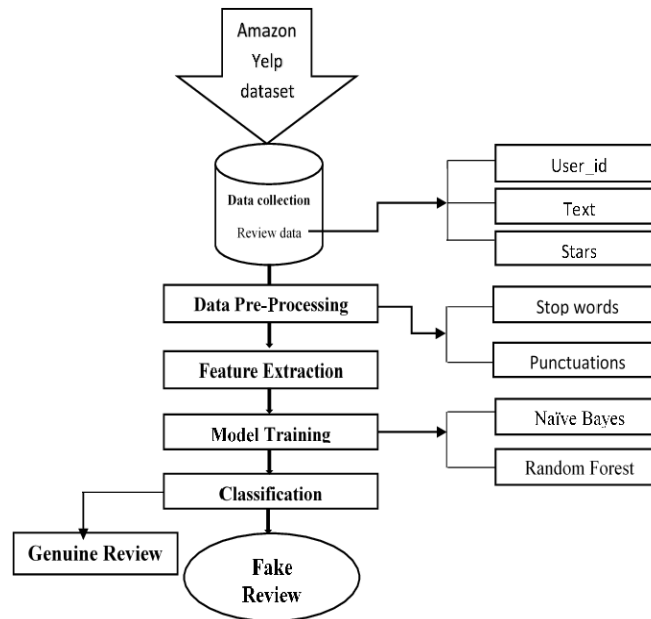 Amazon
Yelp
dataset
Data collection
Review data
User_id
Text
Stars
Data Pre-Processing
Stop words
Punctuations
Feature Extraction
Model Training
Naïve Bayes
Random Forest
Classification
Genuine Review
Fake
Review